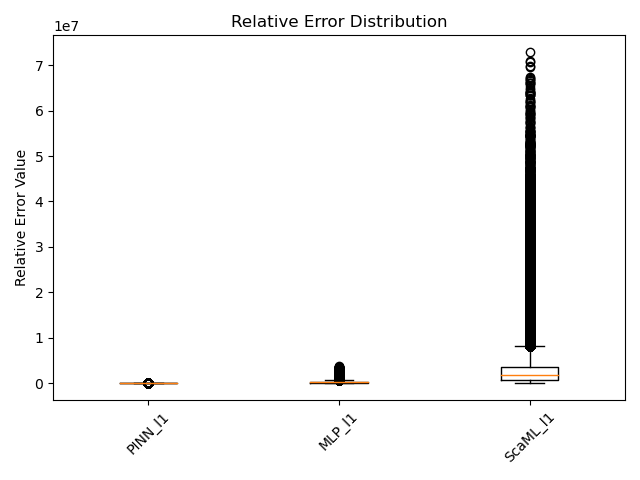 Relative Error Distribution
1e7
7
6
5
4
3
2
1
0
Relative Error Value
PINN_l1
MLP_l1
ScaML_l1